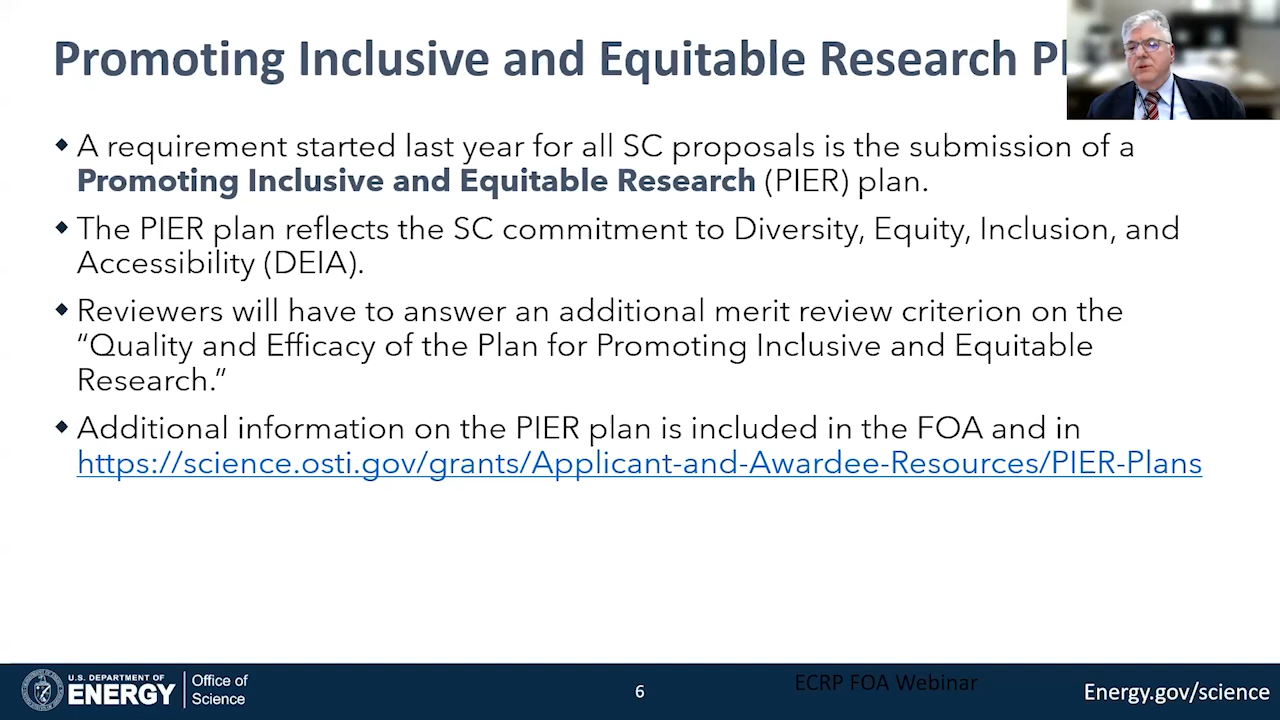 Promoting Inclusive and Equitable Research
◆ A requirement started last year for all SC proposals is the submission of a
Promoting Inclusive and Equitable Research (PIER) plan.
◆ The PIER plan reflects the SC commitment to Diversity, Equity, Inclusion, and
Accessibility (DEIA).
◆ Reviewers will have to answer an additional merit review criterion on the
“Quality and Efficacy of the Plan for Promoting Inclusive and Equitable
Research.”
◆ Additional information on the PIER plan is included in the FOA and in
https://science.osti.gov/grants/Applicant-and-Awardee-Resources/PIER-Plans
U.S. DEPARTMENT OF
ENERGY
Office of
Science
6
ECRP FOA Webinar
Energy.gov/science